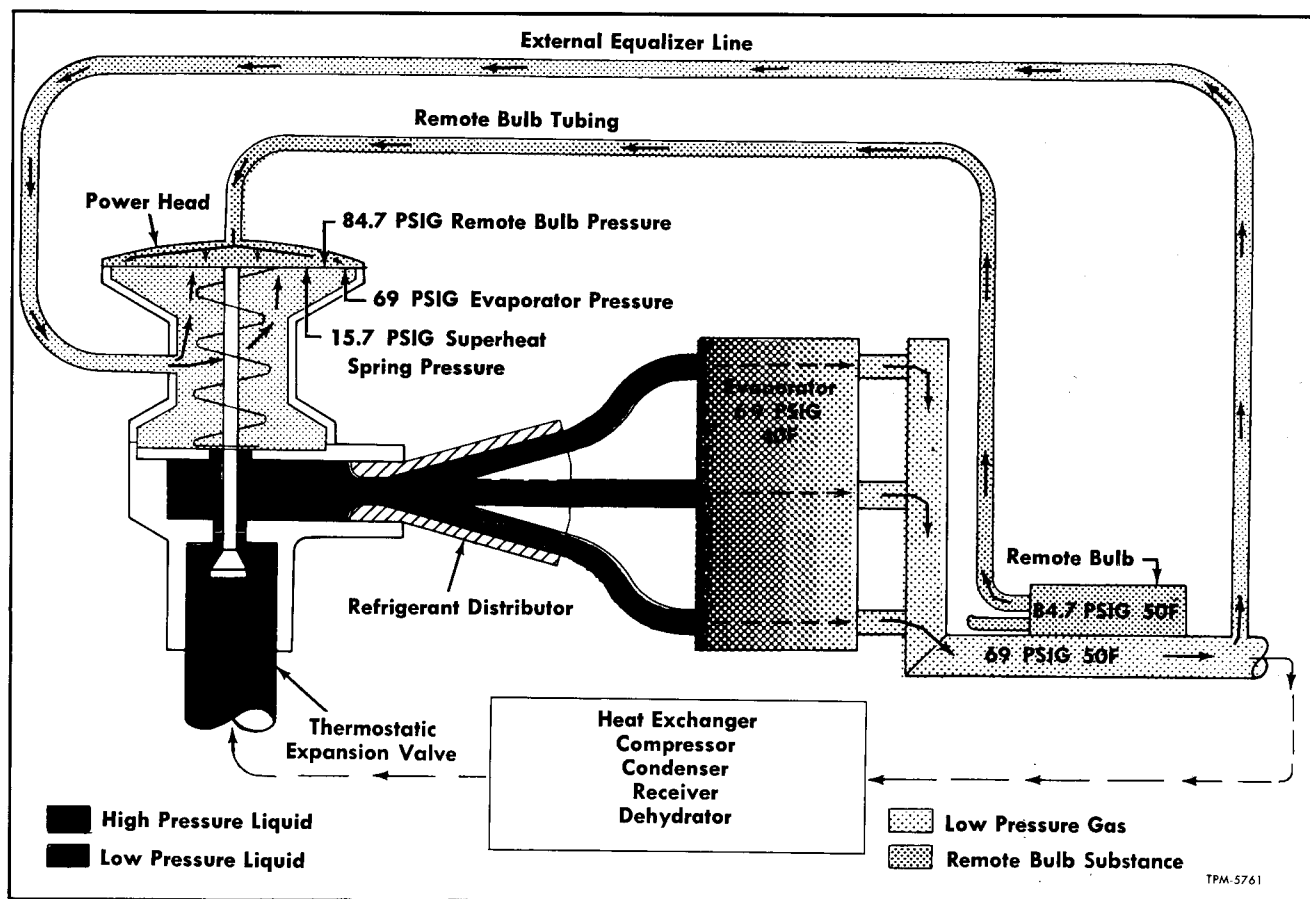 External Equalizer Line
Remote Bulb Tubing
Power Head
84.7 PSIG Remote Bulb Pressure
69 PSIG Evaporator Pressure
15.7 PSIG Superheat
Spring Pressure
Evaporator
69 PSIG
40F
Remote Bulb
84.7 PSIG 50F
69 PSIG 50F
Refrigerant Distributor
Thermostatic
Expansion Valve
Heat Exchanger
Compressor
Condenser
Receiver
Dehydrator
High Pressure Liquid
Low Pressure Liquid
Low Pressure Gas
Remote Bulb Substance
TPM-5761